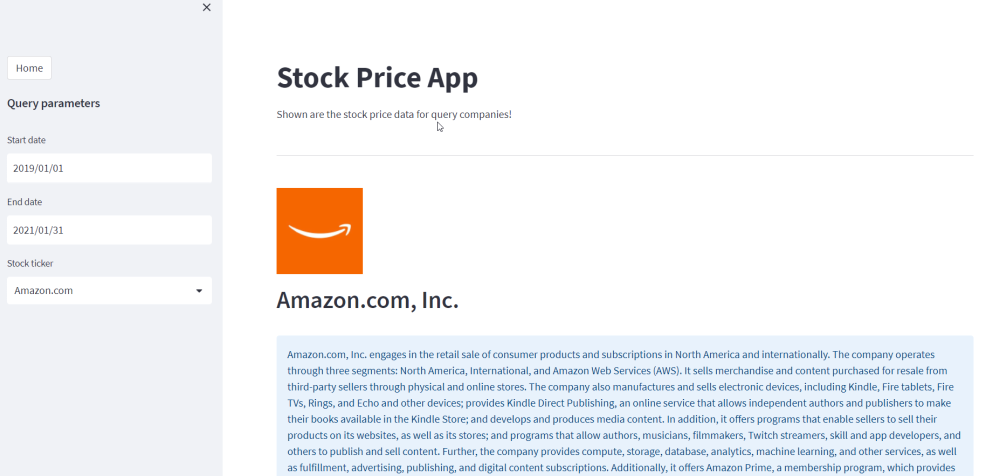 Home
Query parameters
Start date
2019/01/01
End date
2021/01/31
Stock ticker
Amazon.com
Stock Price App
Shown are the stock price data for query companies!
Amazon.com, Inc.
Amazon.com, Inc. engages in the retail sale of consumer products and subscriptions in North America and internationally. The company operates
through three segments: North America, International, and Amazon Web Services (AWS). It sells merchandise and content purchased for resale from
third-party sellers through physical and online stores. The company also manufactures and sells electronic devices, including Kindle, Fire tablets, Fire
TVs, Rings, and Echo and other devices; provides Kindle Direct Publishing, an online service that allows independent authors and publishers to make
their books available in the Kindle Store; and develops and produces media content. In addition, it offers programs that enable sellers to sell their
products on its websites, as well as its stores; and programs that allow authors, musicians, filmmakers, Twitch streamers, skill and app developers, and
others to publish and sell content. Further, the company provides compute, storage, database, analytics, machine learning, and other services, as well
as fulfillment, advertising, publishing, and digital content subscriptions. Additionally, it offers Amazon Prime, a membership program, which provides